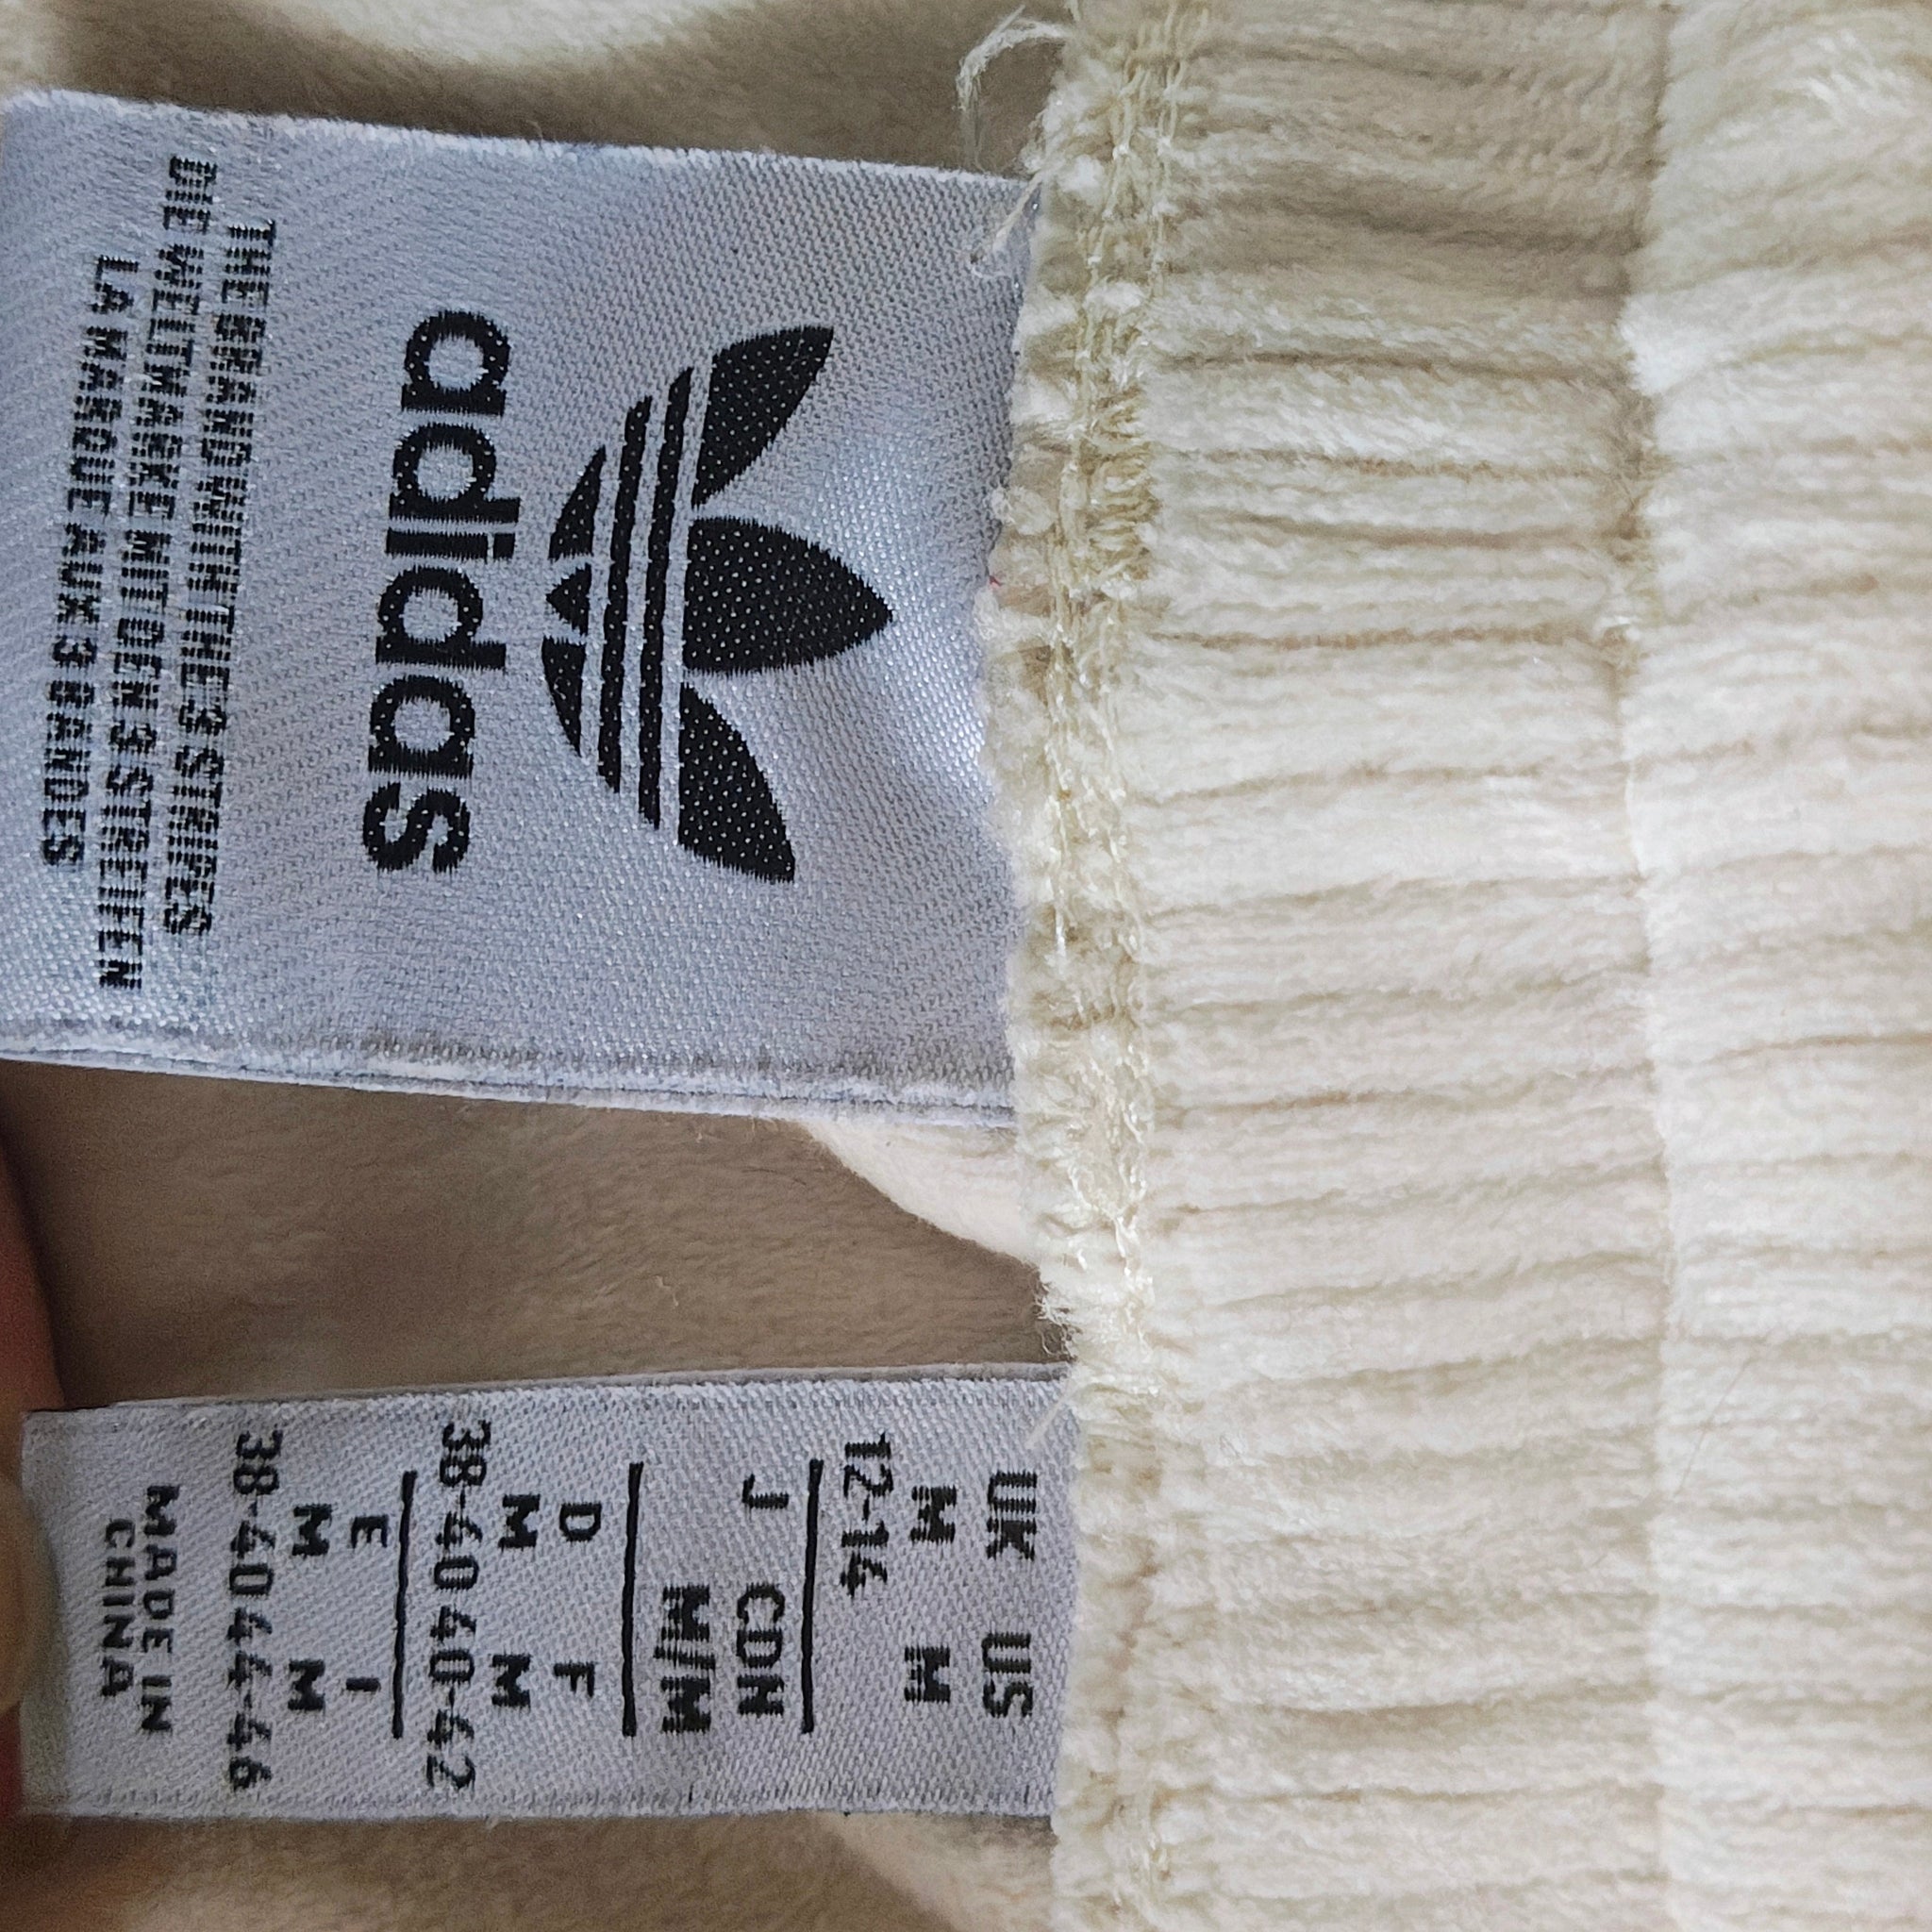 adidas
THE BRAND WITH THE 3 STRIPES
DIE WELTMARKE MIT DEN 3 STREIFEN
LA MARQUE AUX 3 BANDES
UK US
M M
12-14
J CDN
M/M
D F
M M
38-40 40-42
E I
M M
38-40 44-46
MADE IN
CHINA